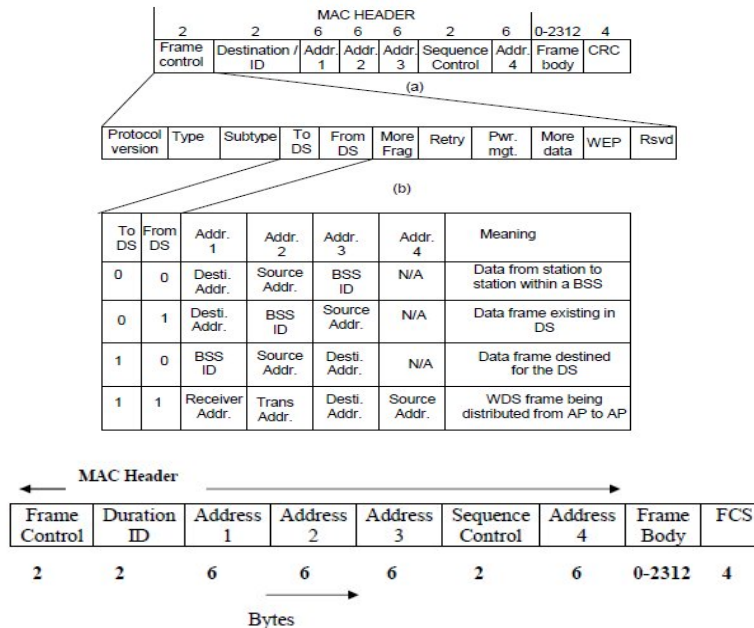 MAC HEADER
2 2 6 6 6 2 6 0-2312 4
Frame control Destination / ID Addr. 1 Addr. 2 Addr. 3 Sequence Control Addr. 4 Frame body CRC
(a)
Protocol version Type Subtype To DS From DS More Frag Retry Pwr. mgt. More data WEP Rsvd
(b)
To DS From DS Addr. 1 Addr. 2 Addr. 3 Addr. 4 Meaning
0 0 Desti. Addr. Source Addr. BSS ID N/A Data from station to station within a BSS
0 1 Desti. Addr. BSS ID Source Addr. N/A Data frame existing in DS
1 0 BSS ID Source Addr. Desti. Addr. N/A Data frame destined for the DS
1 1 Receiver Addr. Trans Addr. Desti. Addr. Source Addr. WDS frame being distributed from AP to AP
MAC Header
Frame Control Duration ID Address 1 Address 2 Address 3 Sequence Control Address 4 Frame Body FCS
2 2 6 6 6 2 6 0-2312 4
Bytes